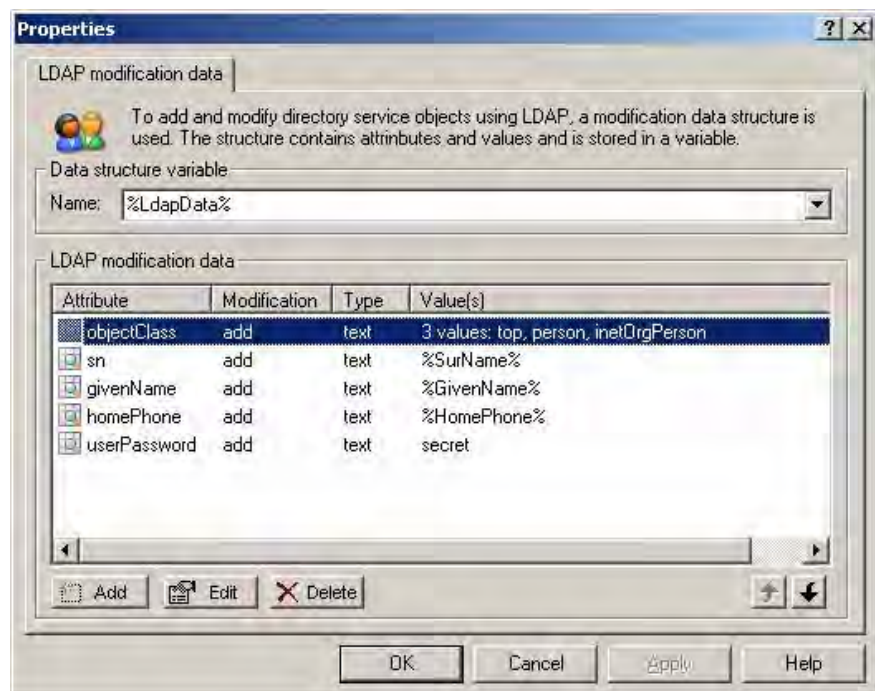 Properties
LDAP modification data
To add and modify directory service objects using LDAP, a modification data structure is
used. The structure contains attrinbutes and values and is stored in a variable.
Data structure variable
Name: %LdapData%
LDAP modification data
Attribute Modification Type Value(s)
objectClass add text 3 values: top, person, inetOrgPerson
sn add text %SurName%
givenName add text %GivenName%
homePhone add text %HomePhone%
userPassword add text secret
Add Edit Delete
OK Cancel Apply Help